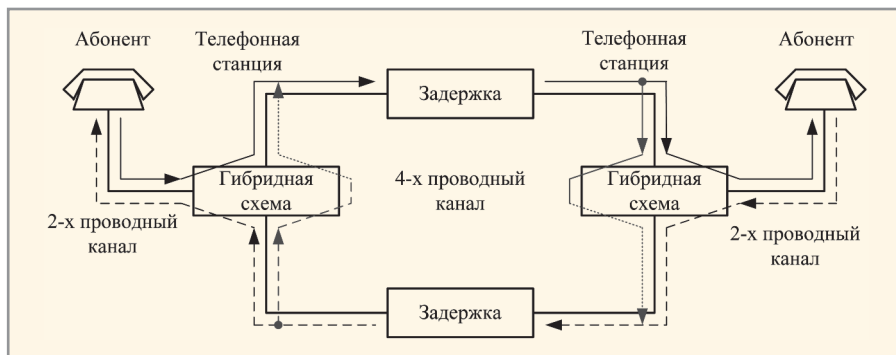 Абонент
Телефонная
станция
Телефонная
станция
Абонент
Задержка
Гибридная
схема
4-х проводный
канал
Гибридная
схема
2-х проводный
канал
2-х проводный
канал
Задержка